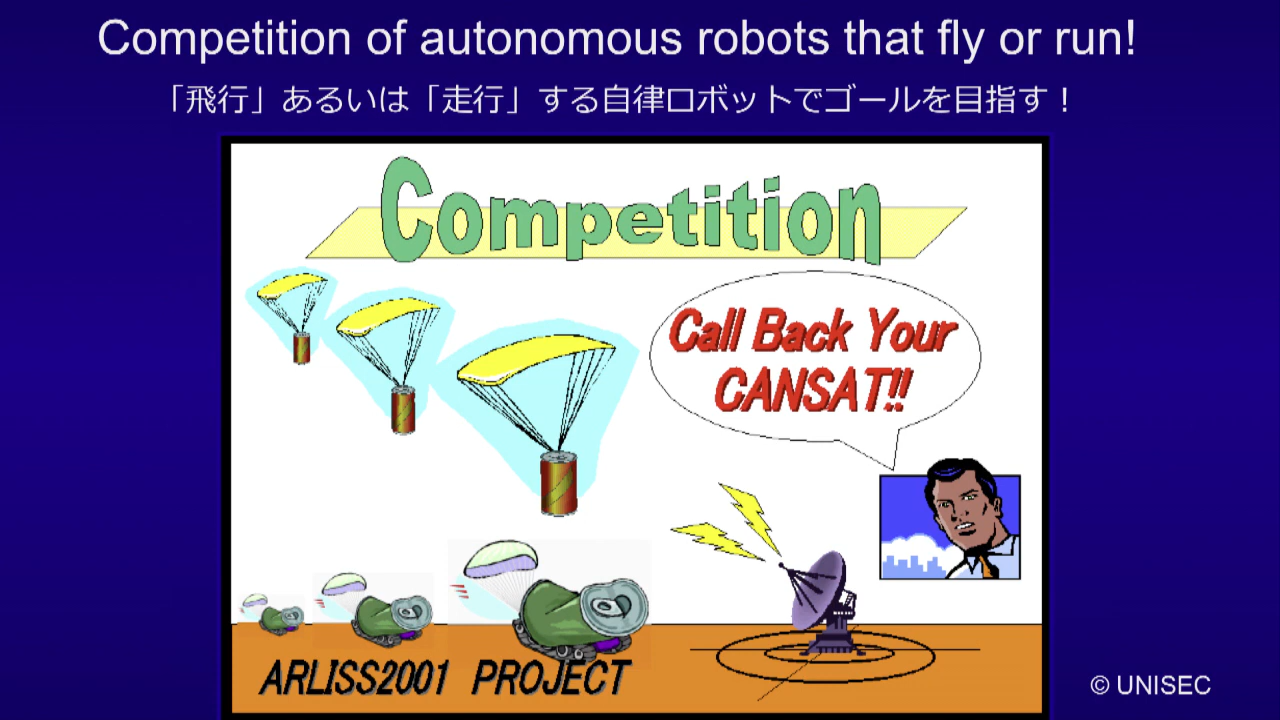 Competition of autonomous robots that fly or run!
「飛行」あるいは「走行」する自律ロボットでゴールを目指す！
Competition
Call Back Your
CANSAT!!
ARLISS2001 PROJECT
© UNISEC